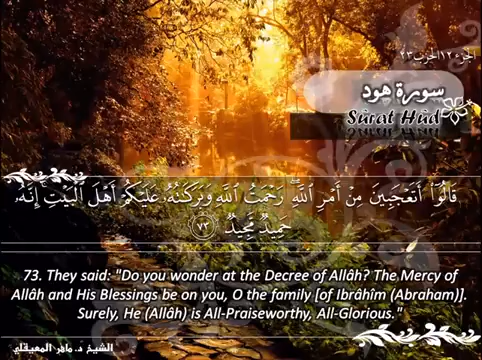 الجزء ١٢ الحزب ٢٣
سورة هود
Sûrat Hûd
قَالُوٓا۟ أَتَعْجَبِينَ مِنْ أَمْرِ ٱللَّهِ ۖ رَحْمَتُ ٱللَّهِ وَبَرَكَـٰتُهُۥ عَلَيْكُمْ أَهْلَ ٱلْبَيْتِ ۚ إِنَّهُۥ
حَمِيدٌ مَّجِيدٌ ﴿٧٣﴾
73. They said: "Do you wonder at the Decree of Allâh? The Mercy of
Allâh and His Blessings be on you, O the family [of Ibrâhîm (Abraham)].
Surely, He (Allâh) is All-Praiseworthy, All-Glorious."
الشيخ د. ماهر المعيقلي